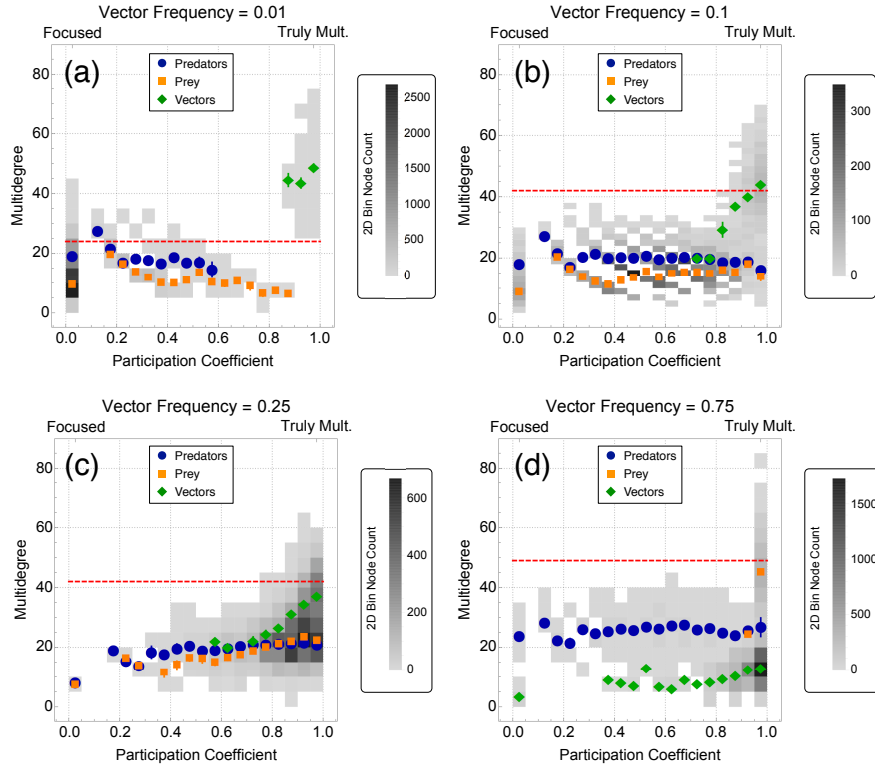 Vector Frequency = 0.01
Focused
Truly Mult.
(a)
Predators
Prey
Vectors
80
60
40
20
0
Multidegree
0.0 0.2 0.4 0.6 0.8 1.0
Participation Coefficient
2500
2000
1500
1000
500
0
2D Bin Node Count
Vector Frequency = 0.1
Focused
Truly Mult.
(b)
Predators
Prey
Vectors
80
60
40
20
0
Multidegree
0.0 0.2 0.4 0.6 0.8 1.0
Participation Coefficient
300
200
100
0
2D Bin Node Count
Vector Frequency = 0.25
Focused
Truly Mult.
(c)
Predators
Prey
Vectors
80
60
40
20
0
Multidegree
0.0 0.2 0.4 0.6 0.8 1.0
Participation Coefficient
600
400
200
0
2D Bin Node Count
Vector Frequency = 0.75
Focused
Truly Mult.
(d)
Predators
Prey
Vectors
80
60
40
20
0
Multidegree
0.0 0.2 0.4 0.6 0.8 1.0
Participation Coefficient
1500
1000
500
0
2D Bin Node Count